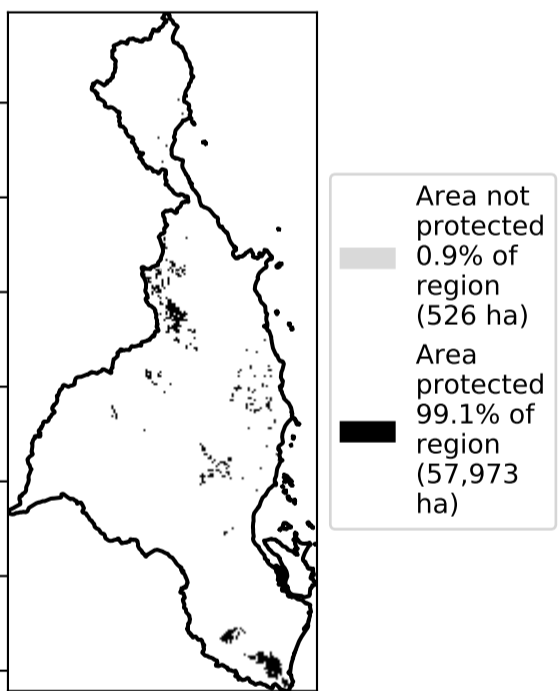 Area not
protected
0.9% of
region
(526 ha)
Area
protected
99.1% of
region
(57,973
ha)